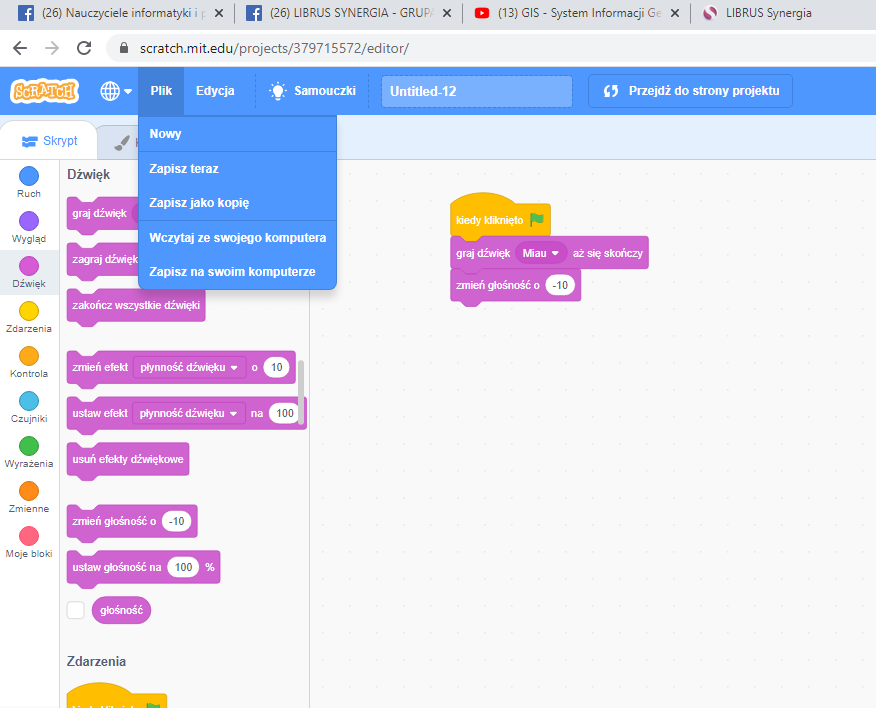 (26) Nauczyciele informatyki i p
(26) LIBRUS SYNERGIA - GRUPA
(13) GIS - System Informacji Ge
LIBRUS Synergia
scratch.mit.edu/projects/379715572/editor/
SCRATCH
Plik
Edycja
Samouczki
Untitled-12
Przejdź do strony projektu
Skrypt
Nowy
Zapisz teraz
Zapisz jako kopię
Wczytaj ze swojego komputera
Zapisz na swoim komputerze
Ruch
Wygląd
Dźwięk
Zdarzenia
Kontrola
Czujniki
Wyrażenia
Zmienne
Moje bloki
Dźwięk
graj dźwięk
zagraj dźwięk
zakończ wszystkie dźwięki
zmień efekt płynność dźwięku o 10
ustaw efekt płynność dźwięku na 100
usuń efekty dźwiękowe
zmień głośność o -10
ustaw głośność na 100 %
głośność
Zdarzenia
kiedy kliknięto
graj dźwięk Miau aż się skończy
zmień głośność o -10